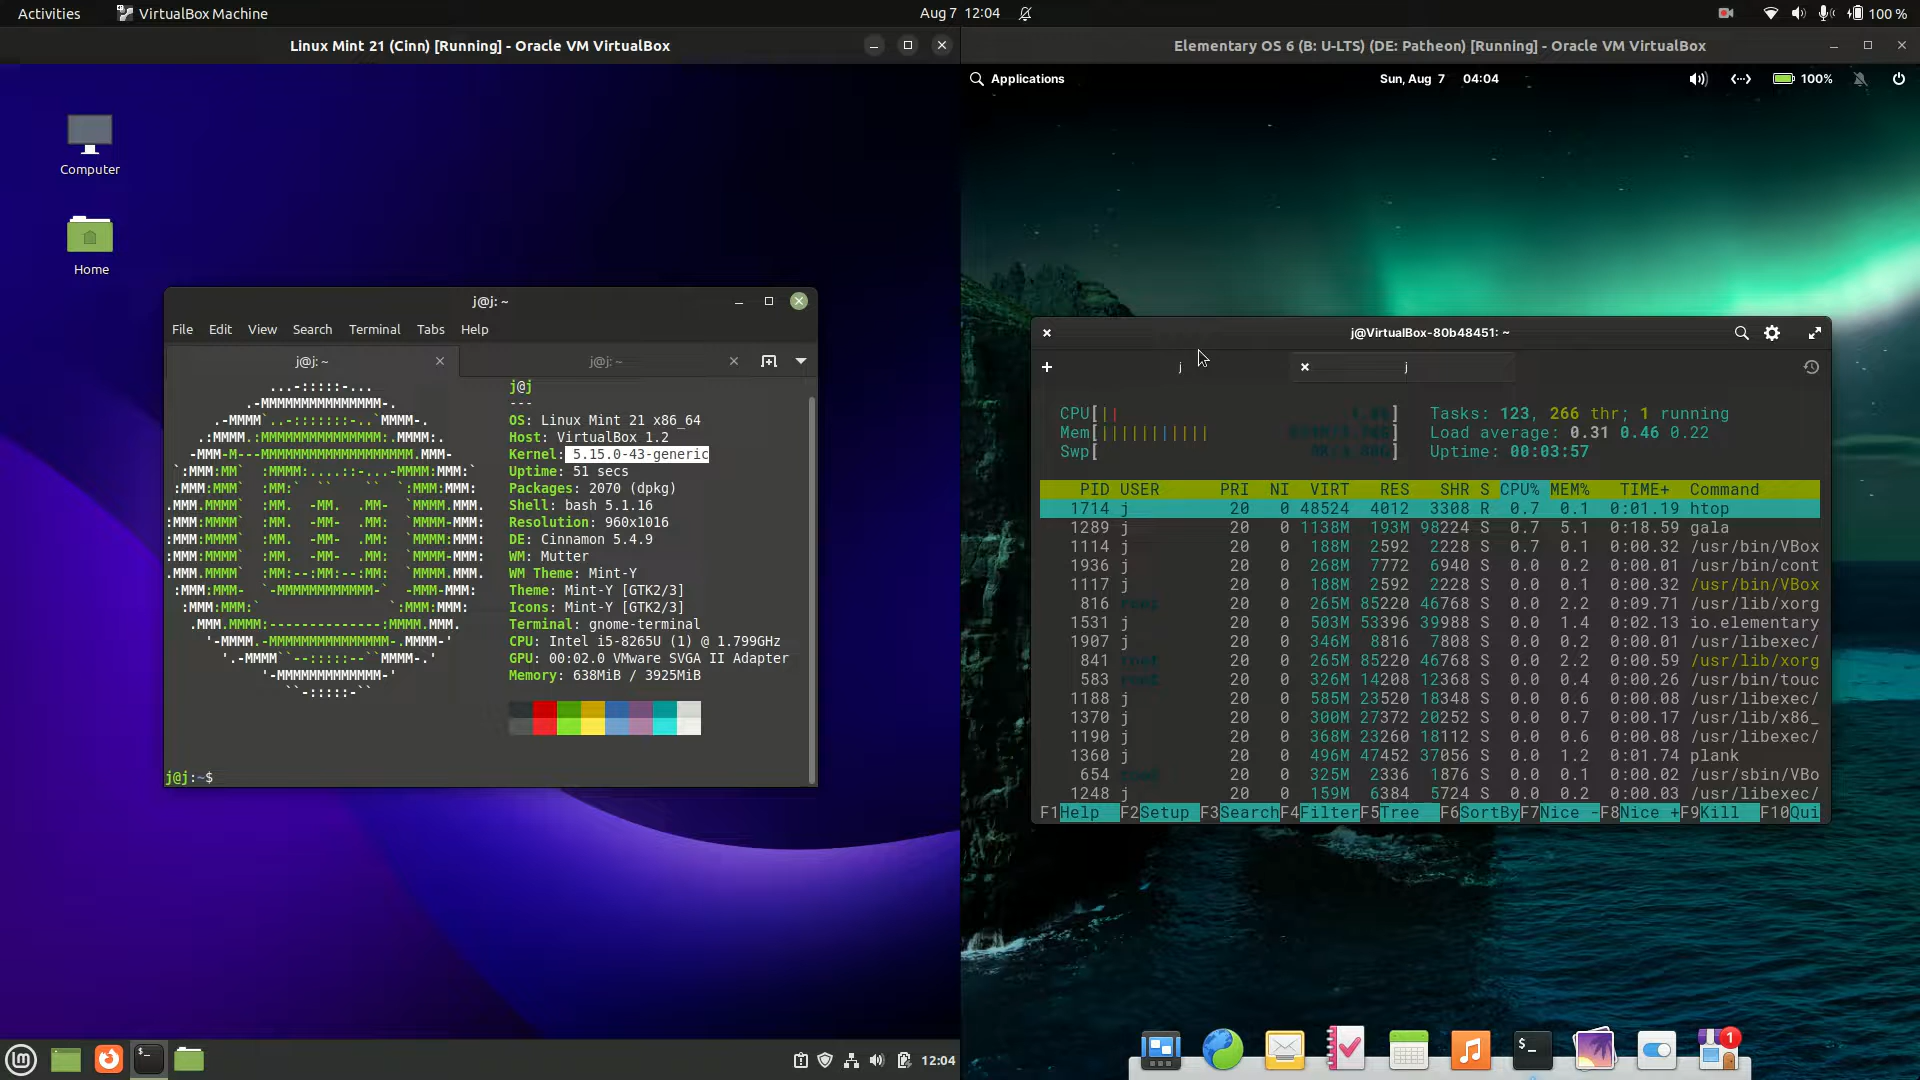 Activities
VirtualBox Machine
Aug 7 12:04
100 %
Linux Mint 21 (Cinn) [Running] - Oracle VM VirtualBox
Computer
Home
j@j: ~
File Edit View Search Terminal Tabs Help
j@j: ~
j@j: ~
j@j
---
OS: Linux Mint 21 x86_64
Host: VirtualBox 1.2
Kernel: 5.15.0-43-generic
Uptime: 51 secs
Packages: 2070 (dpkg)
Shell: bash 5.1.16
Resolution: 960x1016
DE: Cinnamon 5.4.9
WM: Mutter
WM Theme: Mint-Y
Theme: Mint-Y [GTK2/3]
Icons: Mint-Y [GTK2/3]
Terminal: gnome-terminal
CPU: Intel i5-8265U (1) @ 1.799GHz
GPU: 00:02.0 VMware SVGA II Adapter
Memory: 638MiB / 3925MiB
j@j:~$
12:04
Elementary OS 6 (B: U-LTS) (DE: Patheon) [Running] - Oracle VM VirtualBox
Applications
Sun, Aug 7 04:04
100%
j@VirtualBox-80b48451: ~
j
j
CPU[|| ]
Mem[||||||||||| ]
Swp[ ]
Tasks: 123, 266 thr; 1 running
Load average: 0.31 0.46 0.22
Uptime: 00:03:57
PID USER PRI NI VIRT RES SHR S CPU% MEM% TIME+ Command
1714 j 20 0 48524 4012 3308 R 0.7 0.1 0:01.19 htop
1289 j 20 0 1138M 193M 98224 S 0.7 5.1 0:18.59 gala
1114 j 20 0 188M 2592 2228 S 0.7 0.1 0:00.32 /usr/bin/VBox
1936 j 20 0 268M 7772 6940 S 0.0 0.2 0:00.01 /usr/bin/cont
1117 j 20 0 188M 2592 2228 S 0.0 0.1 0:00.32 /usr/bin/VBox
816 20 0 265M 85220 46768 S 0.0 2.2 0:09.71 /usr/lib/xorg
1531 j 20 0 503M 53396 39988 S 0.0 1.4 0:02.13 io.elementary
1907 j 20 0 346M 8816 7808 S 0.0 0.2 0:00.01 /usr/libexec/
841 20 0 265M 85220 46768 S 0.0 2.2 0:00.59 /usr/lib/xorg
583 20 0 326M 14208 12368 S 0.0 0.4 0:00.26 /usr/bin/touc
1188 j 20 0 585M 23520 18348 S 0.0 0.6 0:00.08 /usr/libexec/
1370 j 20 0 300M 27372 20252 S 0.0 0.7 0:00.17 /usr/lib/x86_
1190 j 20 0 368M 23260 18112 S 0.0 0.6 0:00.08 /usr/libexec/
1360 j 20 0 496M 47452 37056 S 0.0 1.2 0:01.74 plank
654 20 0 325M 2336 1876 S 0.0 0.1 0:00.02 /usr/sbin/VBo
1248 j 20 0 159M 6384 5724 S 0.0 0.2 0:00.03 /usr/libexec/
F1Help F2Setup F3SearchF4FilterF5Tree F6SortByF7Nice -F8Nice +F9Kill F10Qui
1